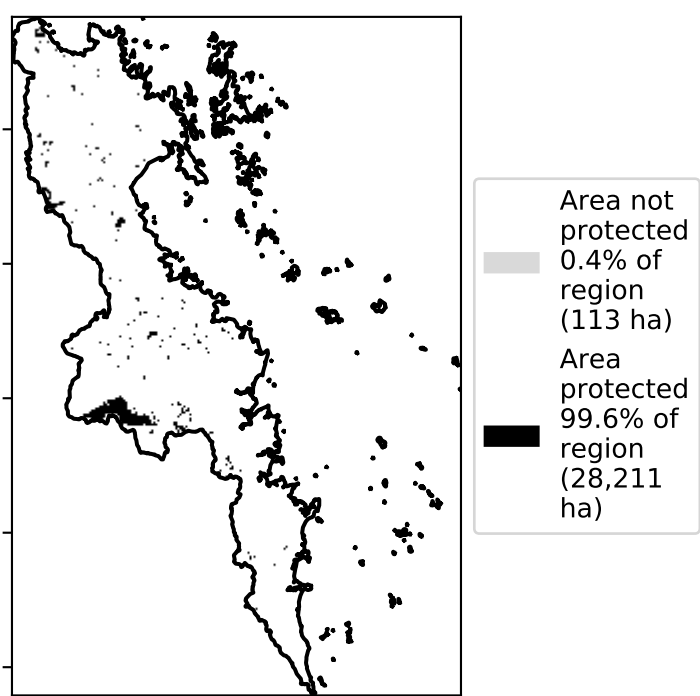 Area not
protected
0.4% of
region
(113 ha)
Area
protected
99.6% of
region
(28,211
ha)